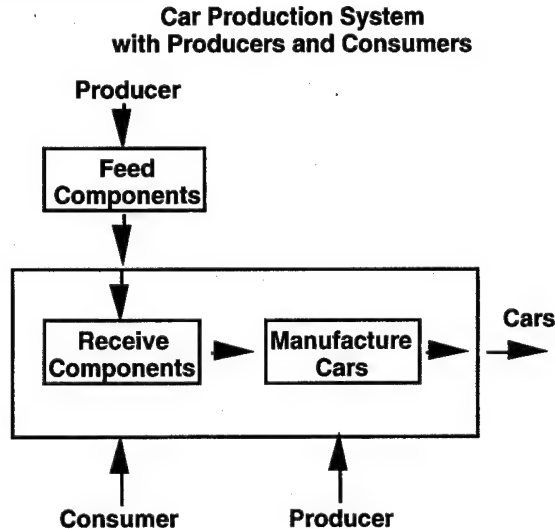 Car Production System
with Producers and Consumers
Producer
Feed
Components
Cars
Receive
Components
Manufacture
Cars
Consumer
Producer